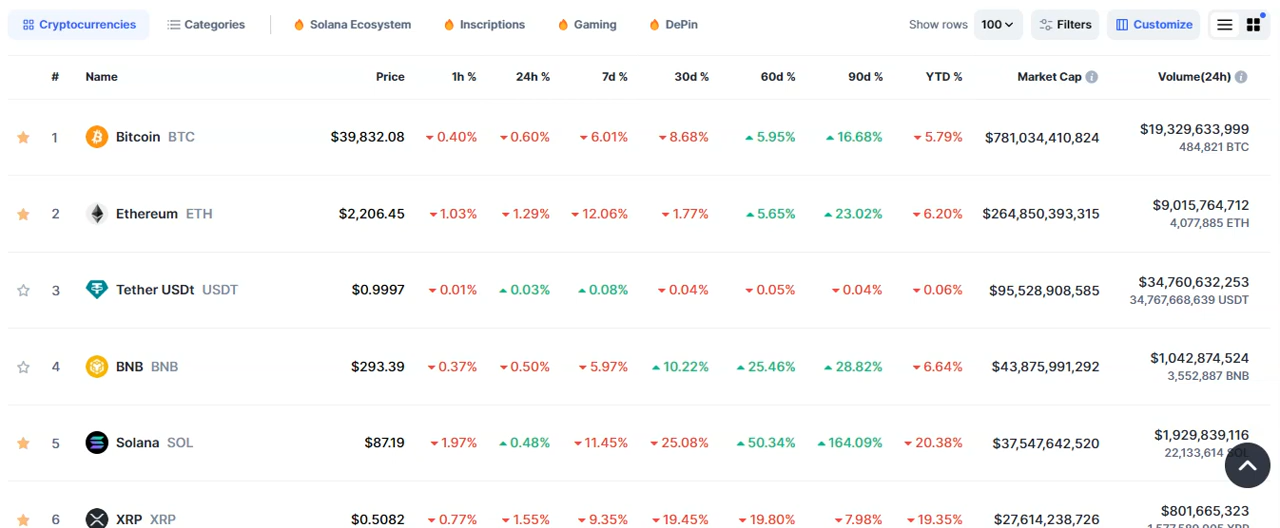 Cryptocurrencies Categories Solana Ecosystem Inscriptions Gaming DePin Show rows 100 Filters Customize
# Name Price 1h % 24h % 7d % 30d % 60d % 90d % YTD % Market Cap Volume(24h)
1 Bitcoin BTC $39,832.08 0.40% 0.60% 6.01% 8.68% 5.95% 16.68% 5.79% $781,034,410,824 $19,329,633,999
484,821 BTC
2 Ethereum ETH $2,206.45 1.03% 1.29% 12.06% 1.77% 5.65% 23.02% 6.20% $264,850,393,315 $9,015,764,712
4,077,885 ETH
3 Tether USDt USDT $0.9997 0.01% 0.03% 0.08% 0.04% 0.05% 0.04% 0.06% $95,528,908,585 $34,760,632,253
34,767,668,639 USDT
4 BNB BNB $293.39 0.37% 0.50% 5.97% 10.22% 25.46% 28.82% 6.64% $43,875,991,292 $1,042,874,524
3,552,887 BNB
5 Solana SOL $87.19 1.97% 0.48% 11.45% 25.08% 50.34% 164.09% 20.38% $37,547,642,520 $1,929,839,116
22,133,614 SOL
6 XRP XRP $0.5082 0.77% 1.55% 9.35% 19.45% 19.80% 7.98% 19.35% $27,614,238,726 $801,665,323